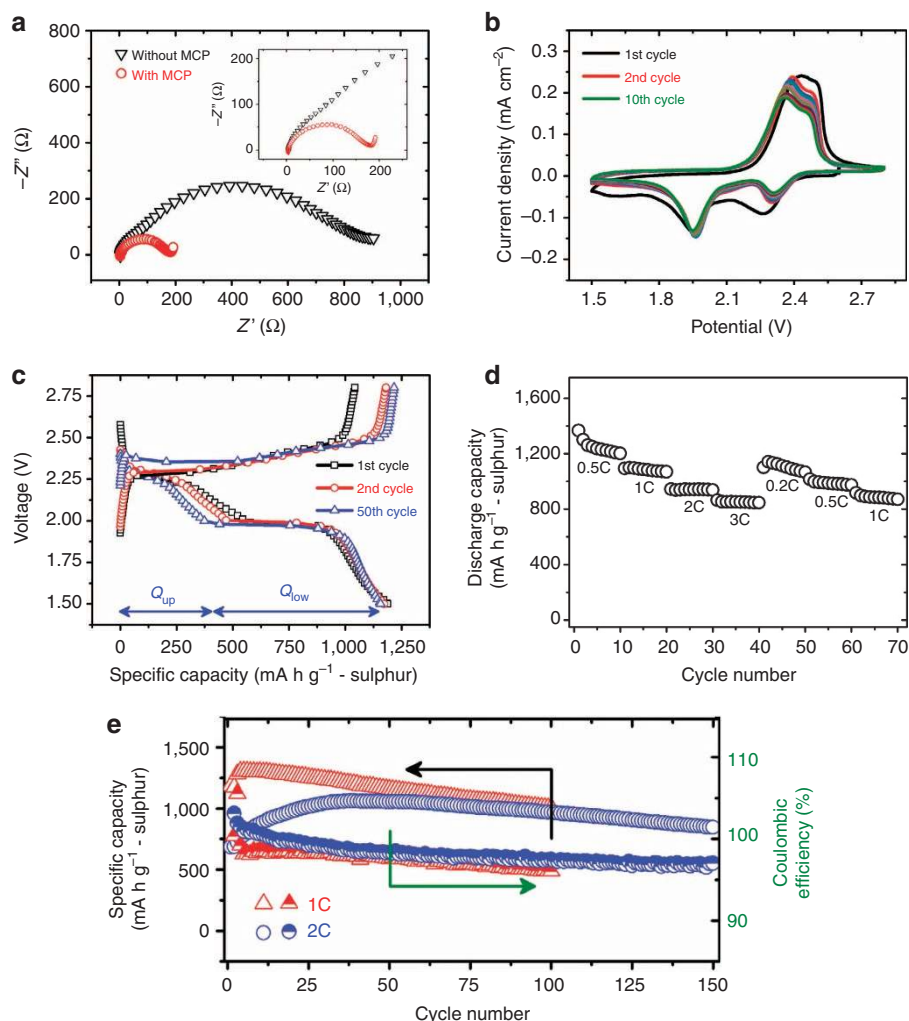 a
800
600
400
200
0
−Z″ (Ω)
0 200 400 600 800 1,000
Z’ (Ω)
Without MCP
With MCP
200
100
0
−Z″ (Ω)
0 100 200
Z’ (Ω)
b
0.3
0.2
0.1
0.0
−0.1
−0.2
Current density (mA cm⁻²)
1.5 1.8 2.1 2.4 2.7
Potential (V)
1st cycle
2nd cycle
10th cycle
c
2.75
2.50
2.25
2.00
1.75
1.50
Voltage (V)
0 250 500 750 1,000 1,250
Specific capacity (mA h g⁻¹ - sulphur)
1st cycle
2nd cycle
50th cycle
Qup
Qlow
d
1,600
1,200
800
400
0
Discharge capacity
(mA h g⁻¹ - sulphur)
0 10 20 30 40 50 60 70
Cycle number
0.5C
1C
2C
3C
0.2C
0.5C
1C
e
1,500
1,000
500
0
Specific capacity
(mA h g⁻¹ - sulphur)
0 25 50 75 100 125 150
Cycle number
110
100
90
Coulombic
efficiency (%)
1C
2C